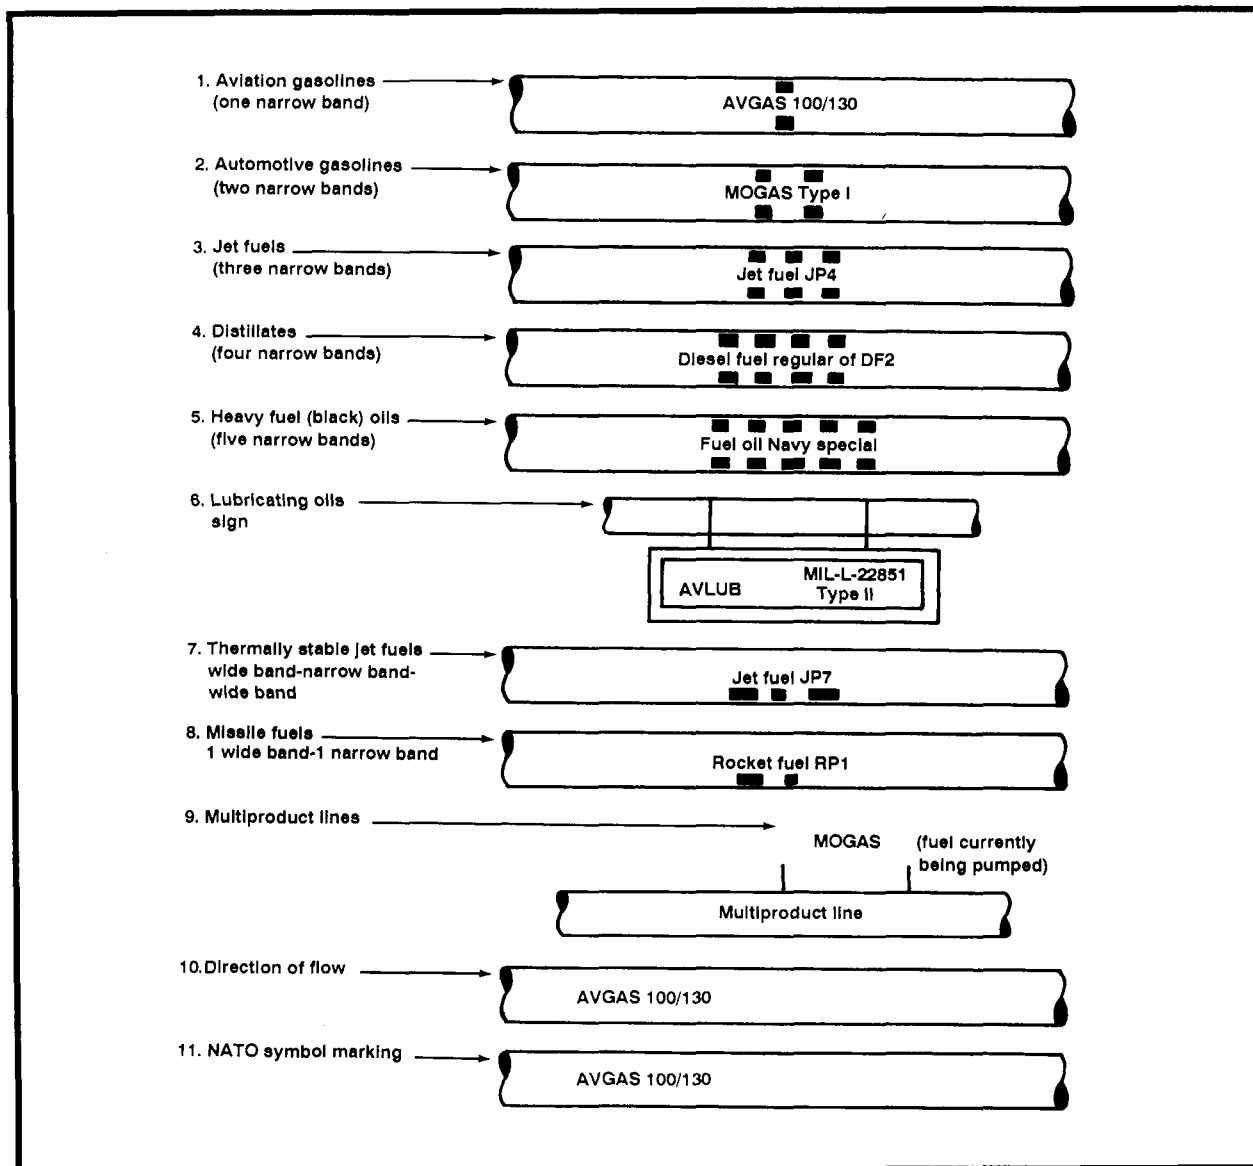 1. Aviation gasolines
(one narrow band)
AVGAS 100/130
2. Automotive gasolines
(two narrow bands)
MOGAS Type I
3. Jet fuels
(three narrow bands)
Jet fuel JP4
4. Distillates
(four narrow bands)
Diesel fuel regular of DF2
5. Heavy fuel (black) oils
(five narrow bands)
Fuel oil Navy special
6. Lubricating oils
sign
AVLUB
MIL-L-22851
Type II
7. Thermally stable jet fuels
wide band-narrow band-
wide band
Jet fuel JP7
8. Missile fuels
1 wide band-1 narrow band
Rocket fuel RP1
9. Multiproduct lines
MOGAS (fuel currently
being pumped)
Multiproduct line
10. Direction of flow
AVGAS 100/130
11. NATO symbol marking
AVGAS 100/130